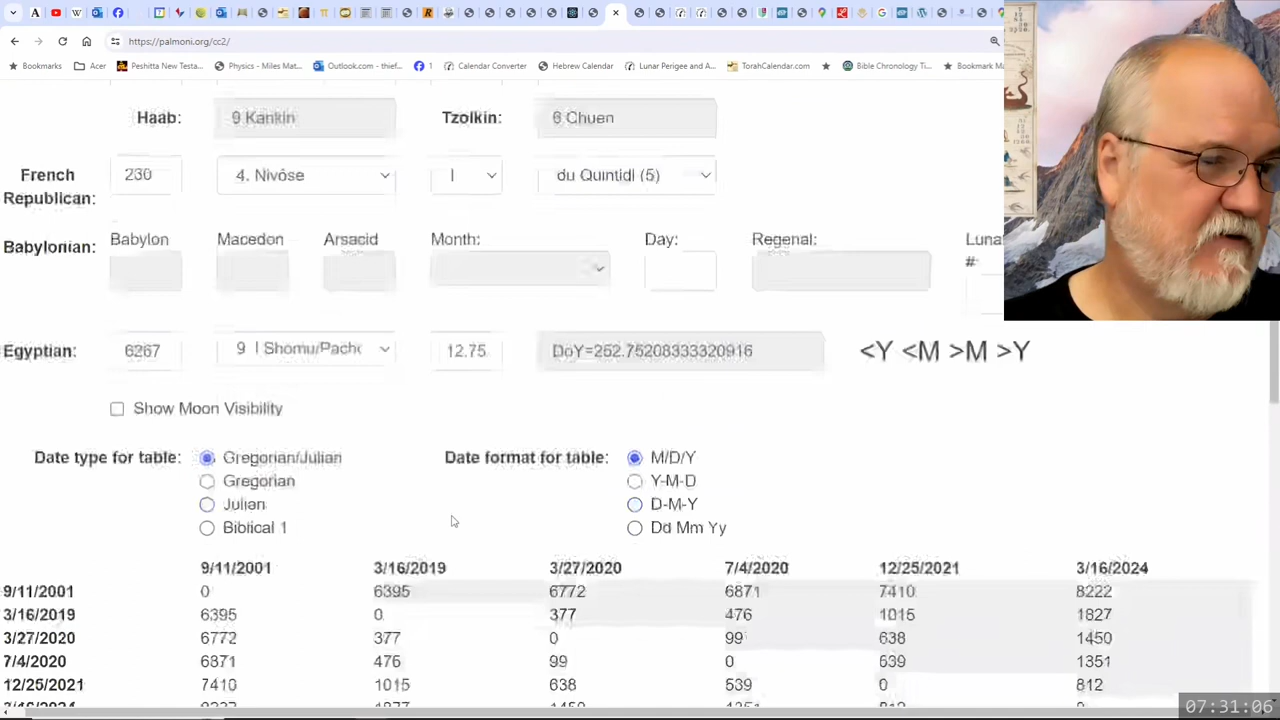 https://palmoni.org/cc2/
Bookmarks Acer Peshitta New Testa... Physics - Miles Mat... Outlook.com - thief... 1 Calendar Converter Hebrew Calendar Lunar Perigee and A... TorahCalendar.com Bible Chronology Ti... Bookmark Ma
Haab: 9 Kankin Tzolkin: 6 Chuen
French Republican: 230 4. Nivôse I du Quintidi (5)
Babylonian: Babylon Macedon Arsacid Month: Day: Regenal: Luna
#:
Egyptian: 6267 9 I Shomu/Pacho 12.75 DoY=252.75208333320916 <Y <M >M >Y
Show Moon Visibility
Date type for table: Gregorian/Julian Date format for table: M/D/Y
Gregorian Y-M-D
Julian D-M-Y
Biblical 1 Dd Mm Yy
9/11/2001 3/16/2019 3/27/2020 7/4/2020 12/25/2021 3/16/2024
9/11/2001 0 6395 6772 6871 7410 8222
3/16/2019 6395 0 377 476 1015 1827
3/27/2020 6772 377 0 99 638 1450
7/4/2020 6871 476 99 0 639 1351
12/25/2021 7410 1015 638 539 0 812
07:31:06